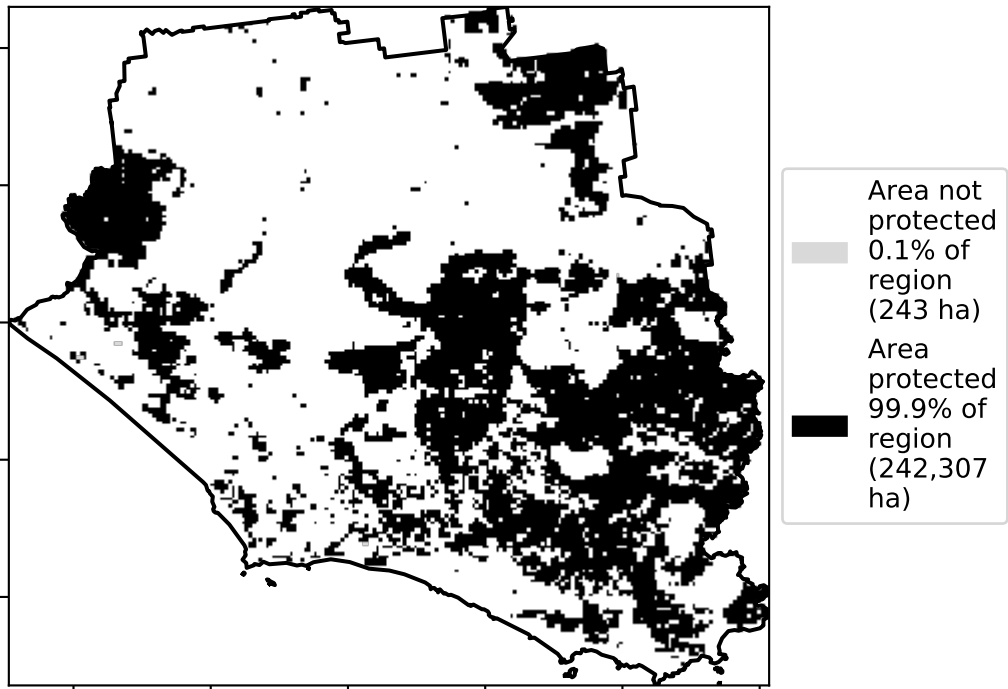 Area not
protected
0.1% of
region
(243 ha)
Area
protected
99.9% of
region
(242,307
ha)